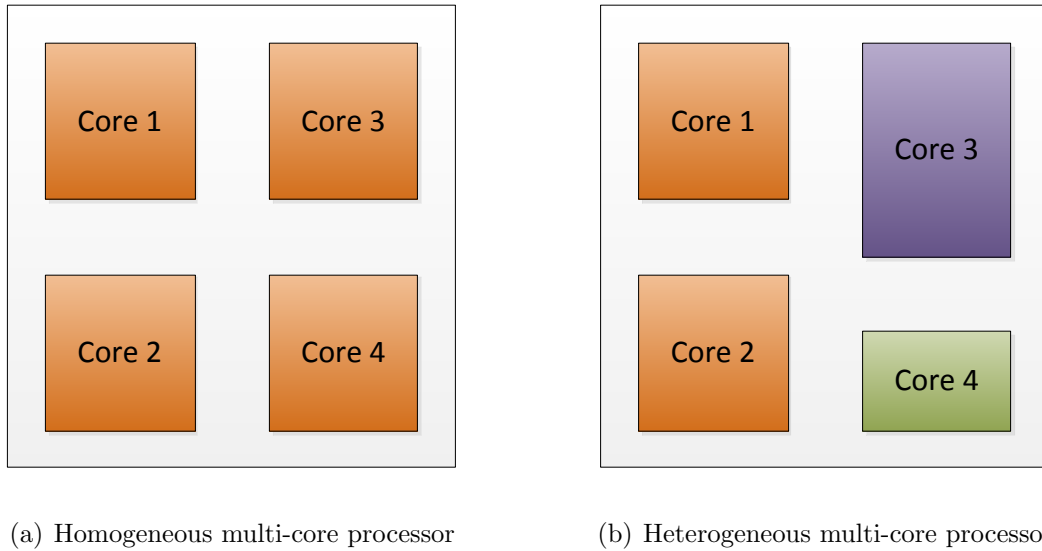 Core 1
Core 3
Core 2
Core 4
Core 1
Core 3
Core 2
Core 4
(a) Homogeneous multi-core processor
(b) Heterogeneous multi-core processo